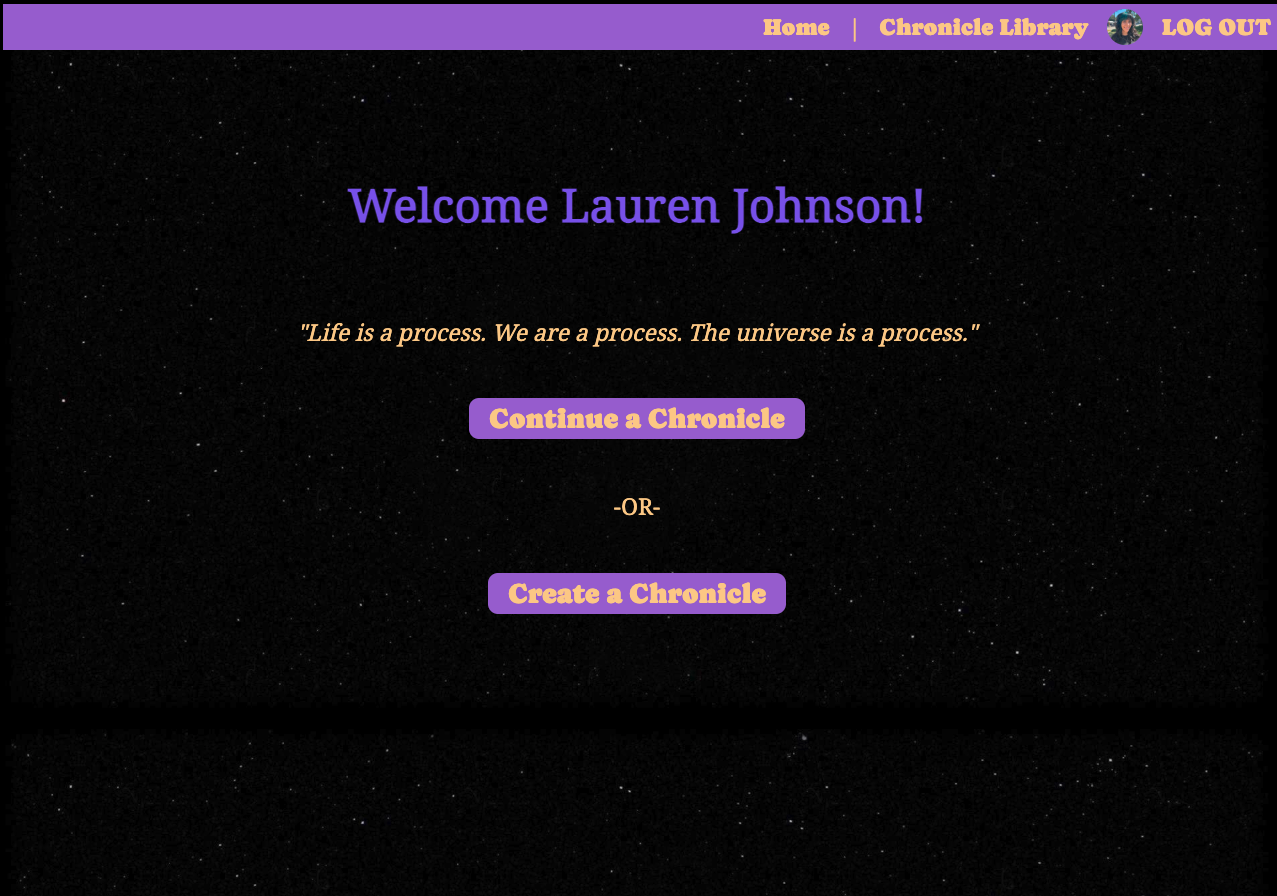 Home | Chronicle Library LOG OUT
Welcome Lauren Johnson!
"Life is a process. We are a process. The universe is a process."
Continue a Chronicle
-OR-
Create a Chronicle